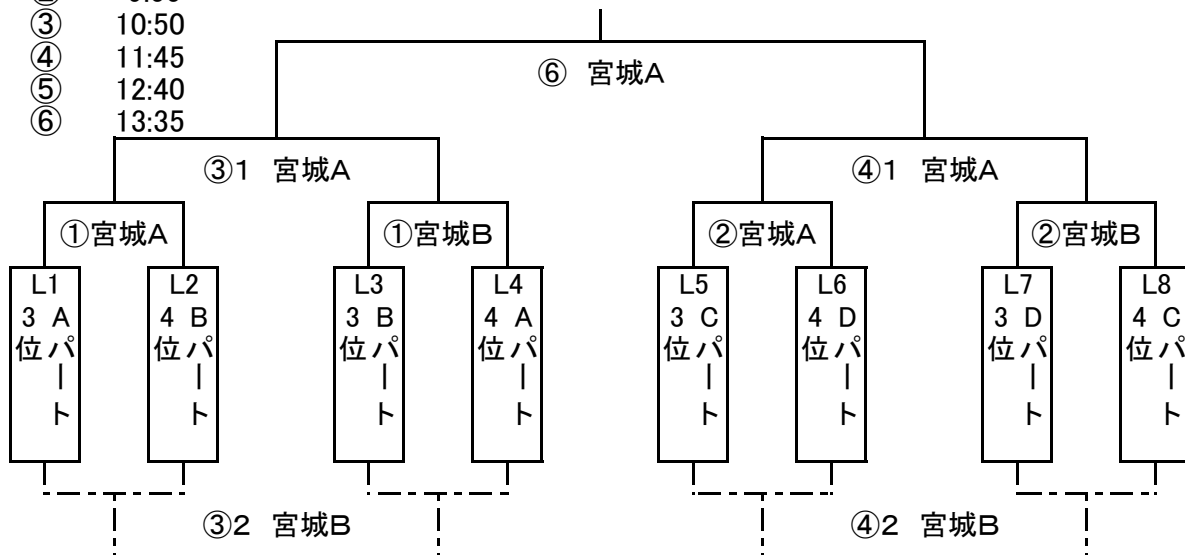 ③ 10:50
④ 11:45
⑤ 12:40
⑥ 13:35
⑥ 宮城A
③1 宮城A
④1 宮城A
①宮城A
①宮城B
②宮城A
②宮城B
L1
Aパート
3位
L2
Bパート
4位
L3
Bパート
3位
L4
Aパート
4位
L5
Cパート
3位
L6
Dパート
4位
L7
Dパート
3位
L8
Cパート
4位
③2 宮城B
④2 宮城B